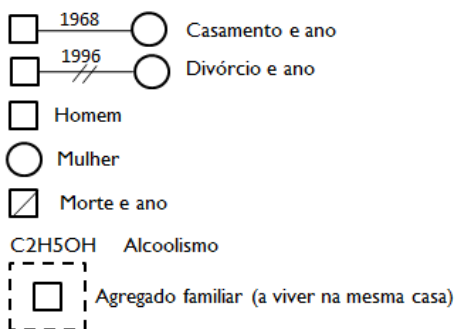 1968
Casamento e ano
1996
Divórcio e ano
Homem
Mulher
Morte e ano
C2H5OH Alcoolismo
Agregado familiar (a viver na mesma casa)